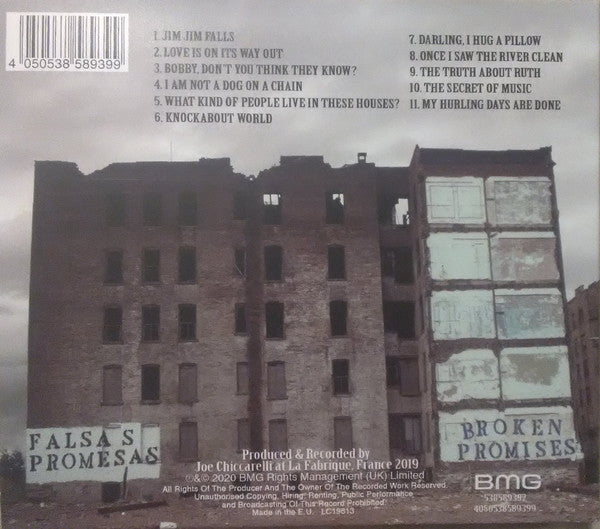 4 050538 589399
1. JIM JIM FALLS
2. LOVE IS ON ITS WAY OUT
3. BOBBY, DON'T YOU THINK THEY KNOW?
4. I AM NOT A DOG ON A CHAIN
5. WHAT KIND OF PEOPLE LIVE IN THESE HOUSES?
6. KNOCKABOUT WORLD
7. DARLING, I HUG A PILLOW
8. ONCE I SAW THE RIVER CLEAN
9. THE TRUTH ABOUT RUTH
10. THE SECRET OF MUSIC
11. MY HURLING DAYS ARE DONE
FALSAS
PROMESAS
BROKEN
PROMISES
Produced & Recorded by
Joe Chiccarelli at La Fabrique, France 2019
℗ & © 2020 BMG Rights Management (UK) Limited
All Rights Of The Producer And The Owner Of The Recorded Work Reserved.
Unauthorised Copying, Hiring, Renting, Public Performance
and Broadcasting Of This Record Prohibited.
Made in the E.U. LC19813
BMG
538589392
4050538589399